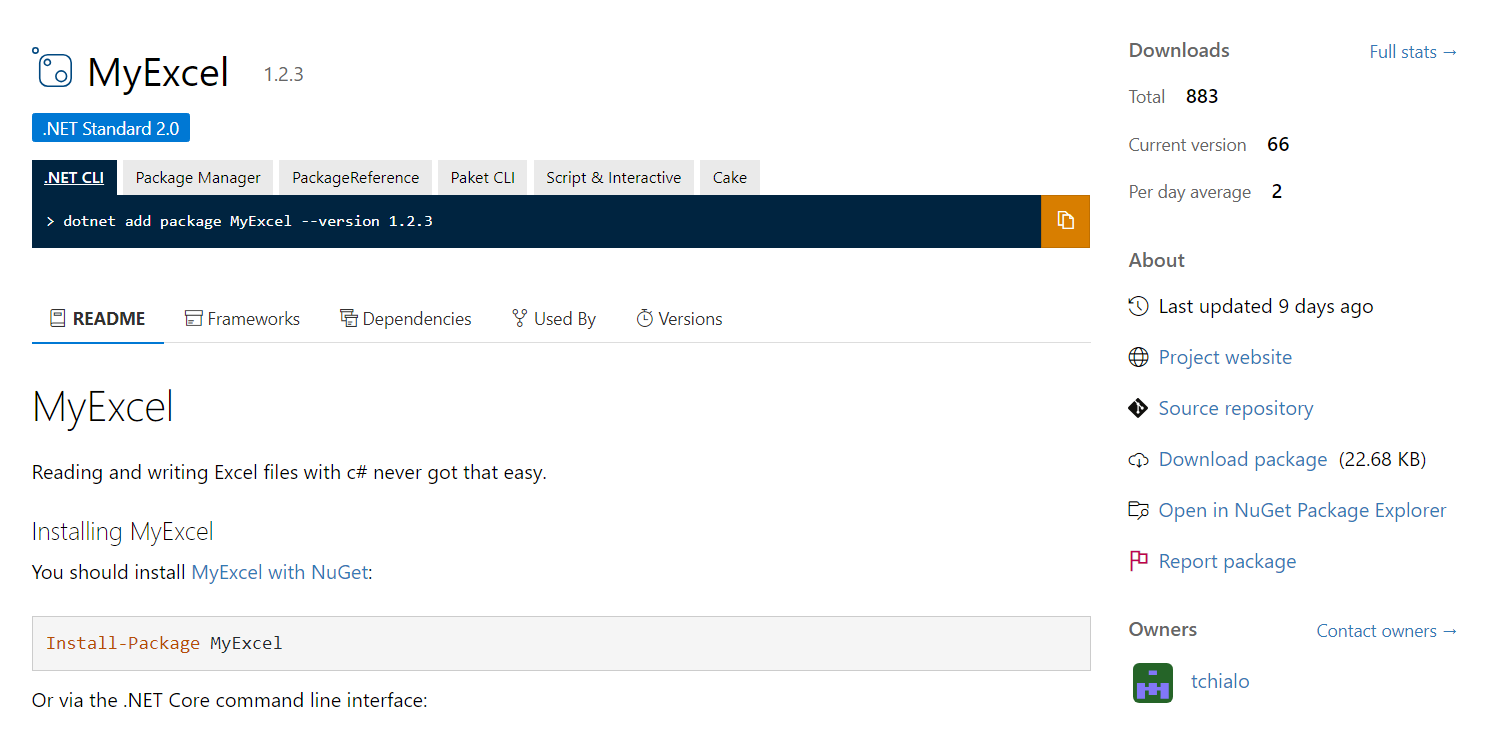 MyExcel 1.2.3
.NET Standard 2.0
.NET CLI Package Manager PackageReference Paket CLI Script & Interactive Cake
> dotnet add package MyExcel --version 1.2.3
README Frameworks Dependencies Used By Versions
MyExcel
Reading and writing Excel files with c# never got that easy.
Installing MyExcel
You should install MyExcel with NuGet:
Install-Package MyExcel
Or via the .NET Core command line interface:
Downloads Full stats →
Total 883
Current version 66
Per day average 2
About
Last updated 9 days ago
Project website
Source repository
Download package (22.68 KB)
Open in NuGet Package Explorer
Report package
Owners Contact owners →
tchialo